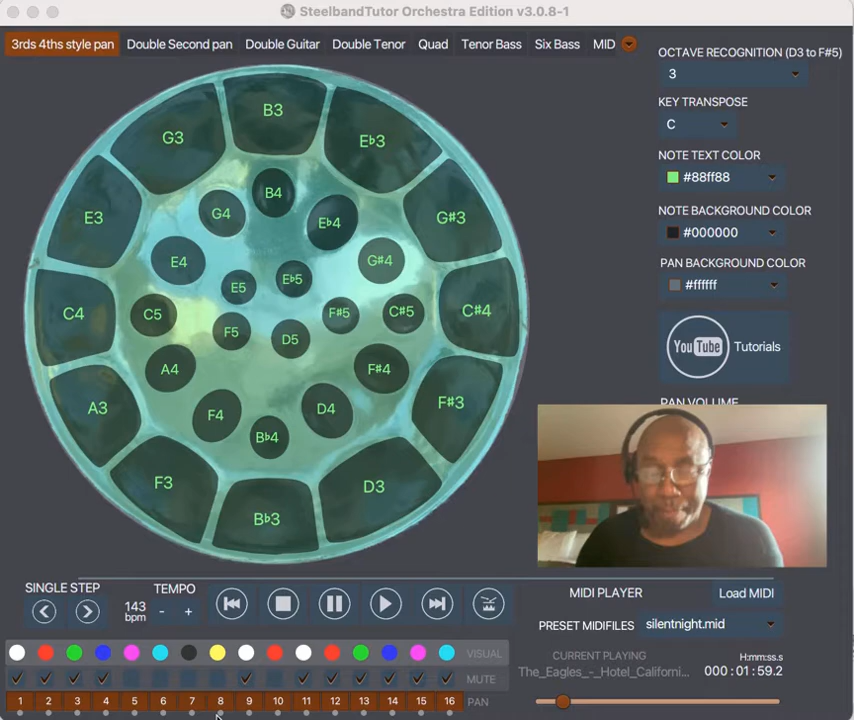 SteelbandTutor Orchestra Edition v3.0.8-1
3rds 4ths style pan Double Second pan Double Guitar Double Tenor Quad Tenor Bass Six Bass MID
OCTAVE RECOGNITION (D3 to F#5)
3
KEY TRANSPOSE
C
NOTE TEXT COLOR
#88ff88
NOTE BACKGROUND COLOR
#000000
PAN BACKGROUND COLOR
#ffffff
You Tube Tutorials
PAN VOLUME
B3
G3 E♭3
B4
G4 E♭4
E3 G#3
E4 G#4
E5 E♭5
C4 C5 F#5 C#5 C#4
F5 D5
A4 F#4
A3 F4 D4 F#3
B♭4
F3 D3
B♭3
SINGLE STEP TEMPO
143
bpm - +
MIDI PLAYER Load MIDI
PRESET MIDIFILES silentnight.mid
VISUAL
CURRENT PLAYING H:mm:ss.s
The_Eagles_-_Hotel_Californi... 000:01:59.2
MUTE
1 2 3 4 5 6 7 8 9 10 11 12 13 14 15 16 PAN